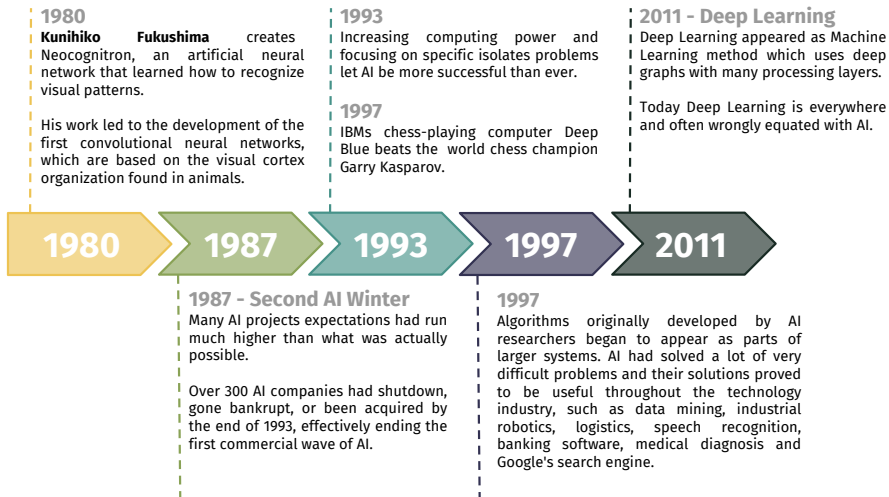 1980
Kunihiko Fukushima creates
Neocognitron, an artificial neural
network that learned how to recognize
visual patterns.
His work led to the development of the
first convolutional neural networks,
which are based on the visual cortex
organization found in animals.
1993
Increasing computing power and
focusing on specific isolates problems
let AI be more successful than ever.
1997
IBMs chess-playing computer Deep
Blue beats the world chess champion
Garry Kasparov.
2011 - Deep Learning
Deep Learning appeared as Machine
Learning method which uses deep
graphs with many processing layers.
Today Deep Learning is everywhere
and often wrongly equated with AI.
1980
1987
1993
1997
2011
1987 - Second AI Winter
Many AI projects expectations had run
much higher than what was actually
possible.
Over 300 AI companies had shutdown,
gone bankrupt, or been acquired by
the end of 1993, effectively ending the
first commercial wave of AI.
1997
Algorithms originally developed by AI
researchers began to appear as parts of
larger systems. AI had solved a lot of very
difficult problems and their solutions proved
to be useful throughout the technology
industry, such as data mining, industrial
robotics, logistics, speech recognition,
banking software, medical diagnosis and
Google's search engine.